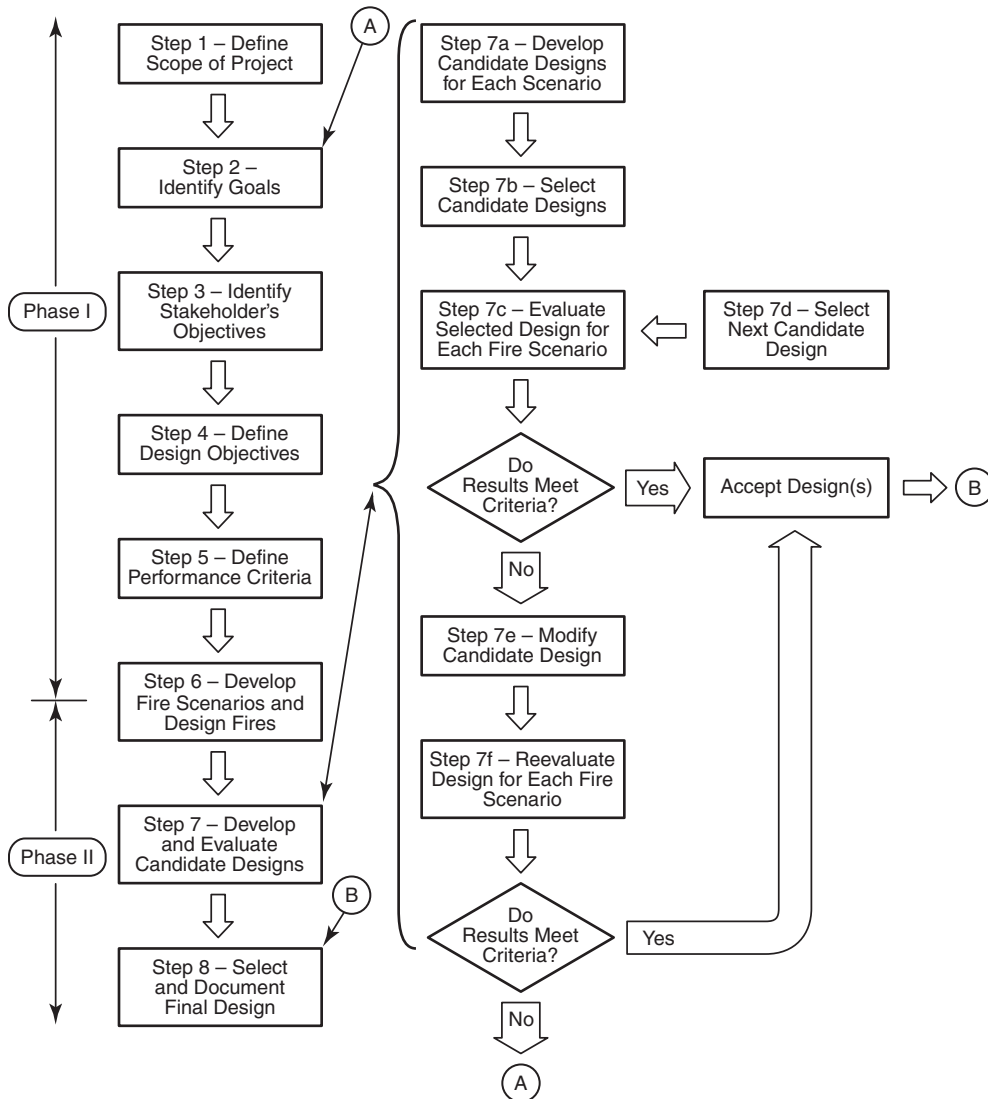 Step 1 – Define
Scope of Project
A
Step 2 –
Identify Goals
Phase I
Step 3 – Identify
Stakeholder's
Objectives
Step 4 – Define
Design Objectives
Step 5 – Define
Performance Criteria
Step 6 – Develop
Fire Scenarios and
Design Fires
Phase II
Step 7 – Develop
and Evaluate
Candidate Designs
B
Step 8 – Select
and Document
Final Design
Step 7a – Develop
Candidate Designs
for Each Scenario
Step 7b – Select
Candidate Designs
Step 7c – Evaluate
Selected Design for
Each Fire Scenario
Step 7d – Select
Next Candidate
Design
Do
Results Meet
Criteria?
Yes
Accept Design(s)
B
No
Step 7e – Modify
Candidate Design
Step 7f – Reevaluate
Design for Each Fire
Scenario
Do
Results Meet
Criteria?
Yes
No
A